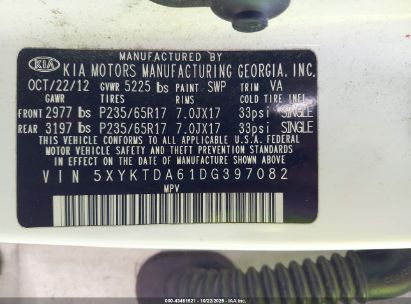 MANUFACTURED BY
KIA KIA MOTORS MANUFACTURING GEORGIA, INC.
OCT/22/12 GVWR 5225 lbs PAINT SWP TRIM VA
GAWR TIRES RIMS COLD TIRE INFL.
FRONT 2977 lbs P235/65R17 7.0JX17 33psi SINGLE
REAR 3197 lbs P235/65R17 7.0JX17 33psi SINGLE
THIS VEHICLE CONFORMS TO ALL APPLICABLE FEDERAL
MOTOR VEHICLE SAFETY, BUMPER, AND THEFT PREVENTION
STANDARDS IN EFFECT ON THE
DATE OF MANUFACTURE SHOWN ABOVE.
VIN 5XYKTDA61DG397082
MPV